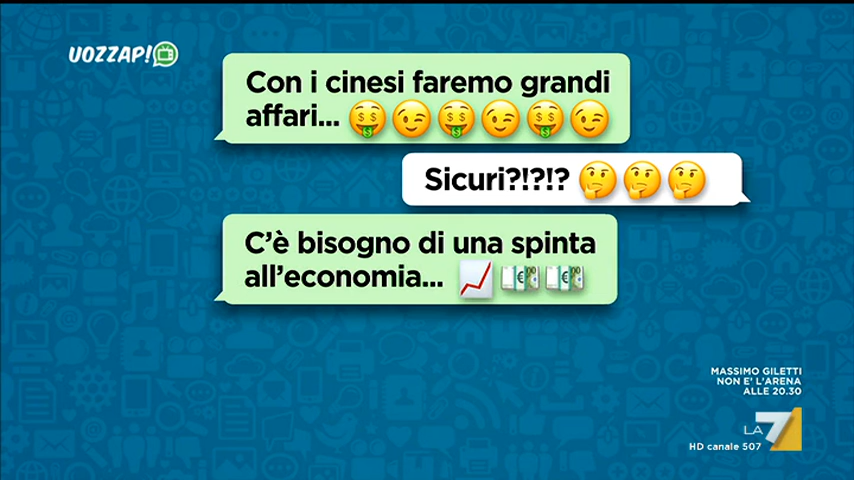 UOZZAP!
Con i cinesi faremo grandi
affari... 🤑😉🤑😉🤑😉
Sicuri?!?!? 🤔🤔🤔
C'è bisogno di una spinta
all'economia... 📈💶💶
MASSIMO GILETTI
NON E' L'ARENA
ALLE 20.30
LA7
HD canale 507